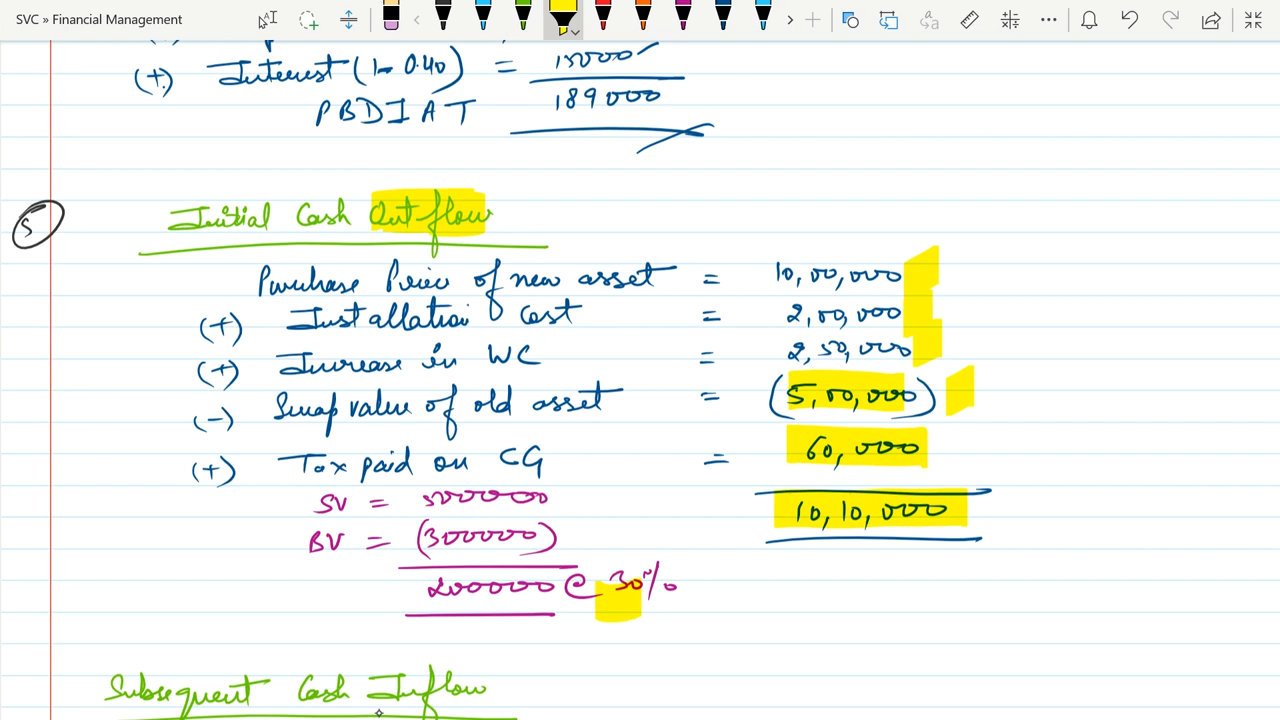 SVC » Financial Management
(+) Interest (1-0.40) = 15000
PBDIAT 189000
5 Initial Cash Outflow
Purchase Price of new asset = 10,00,000
(+) Installation Cost = 2,00,000
(+) Increase in WC = 2,50,000
(-) Scrap value of old asset = (5,00,000)
(+) Tax paid on CG = 60,000
SV = 500000
10,10,000
BV = (300000)
200000 @ 30%
Subsequent Cash Inflow